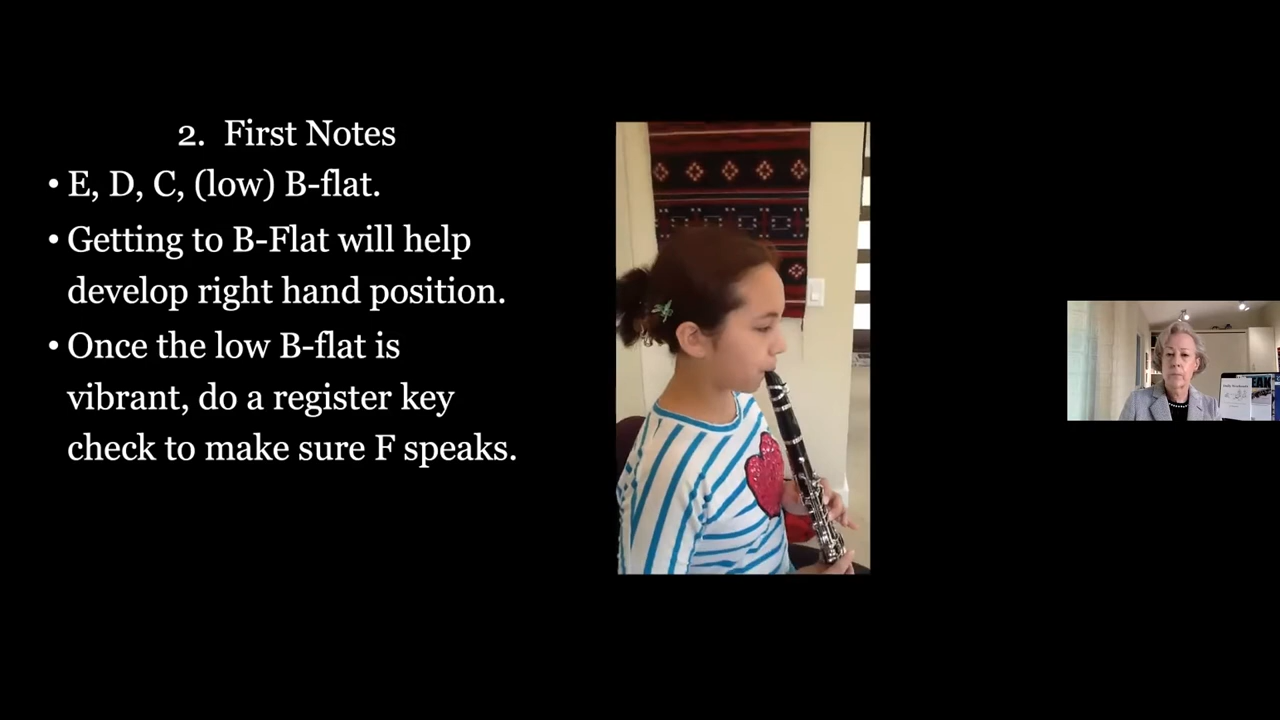 2. First Notes
• E, D, C, (low) B-flat.
• Getting to B-Flat will help
develop right hand position.
• Once the low B-flat is
vibrant, do a register key
check to make sure F speaks.